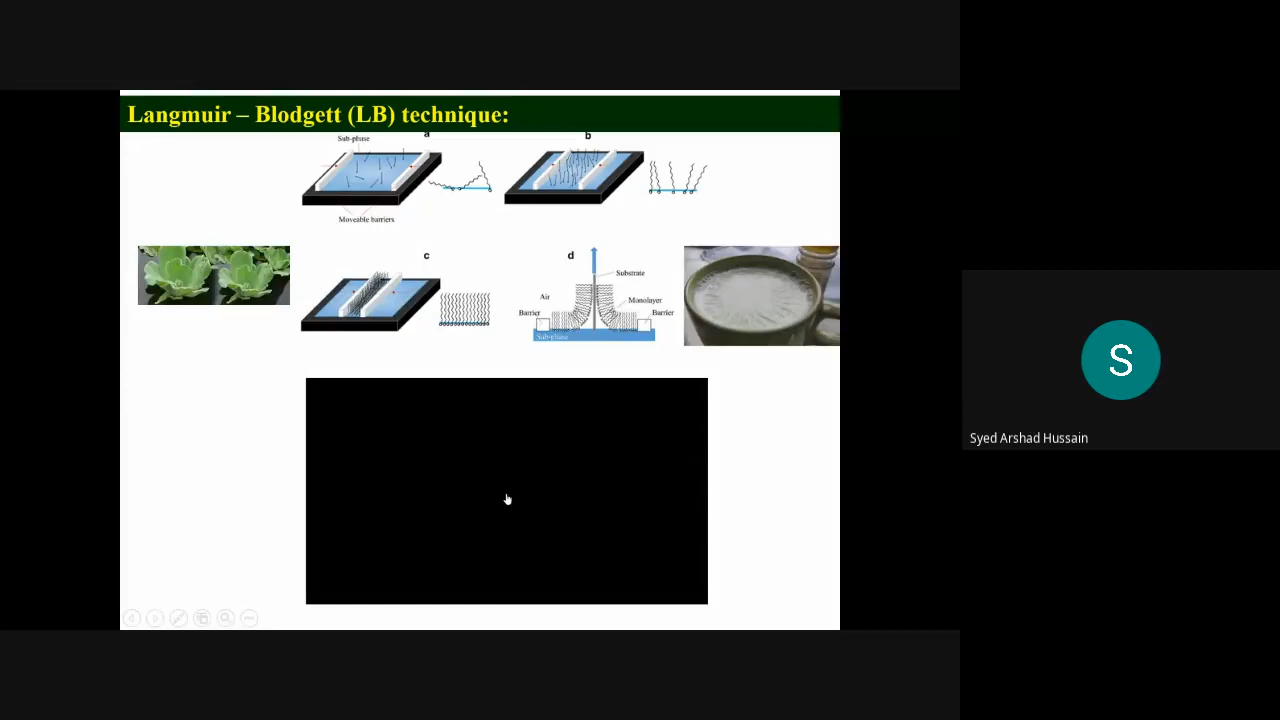 Langmuir – Blodgett (LB) technique:
Sub-phase
a
b
Moveable barriers
c
d
Substrate
Air
Monolayer
Barrier
Barrier
Sub-phase
S
Syed Arshad Hussain